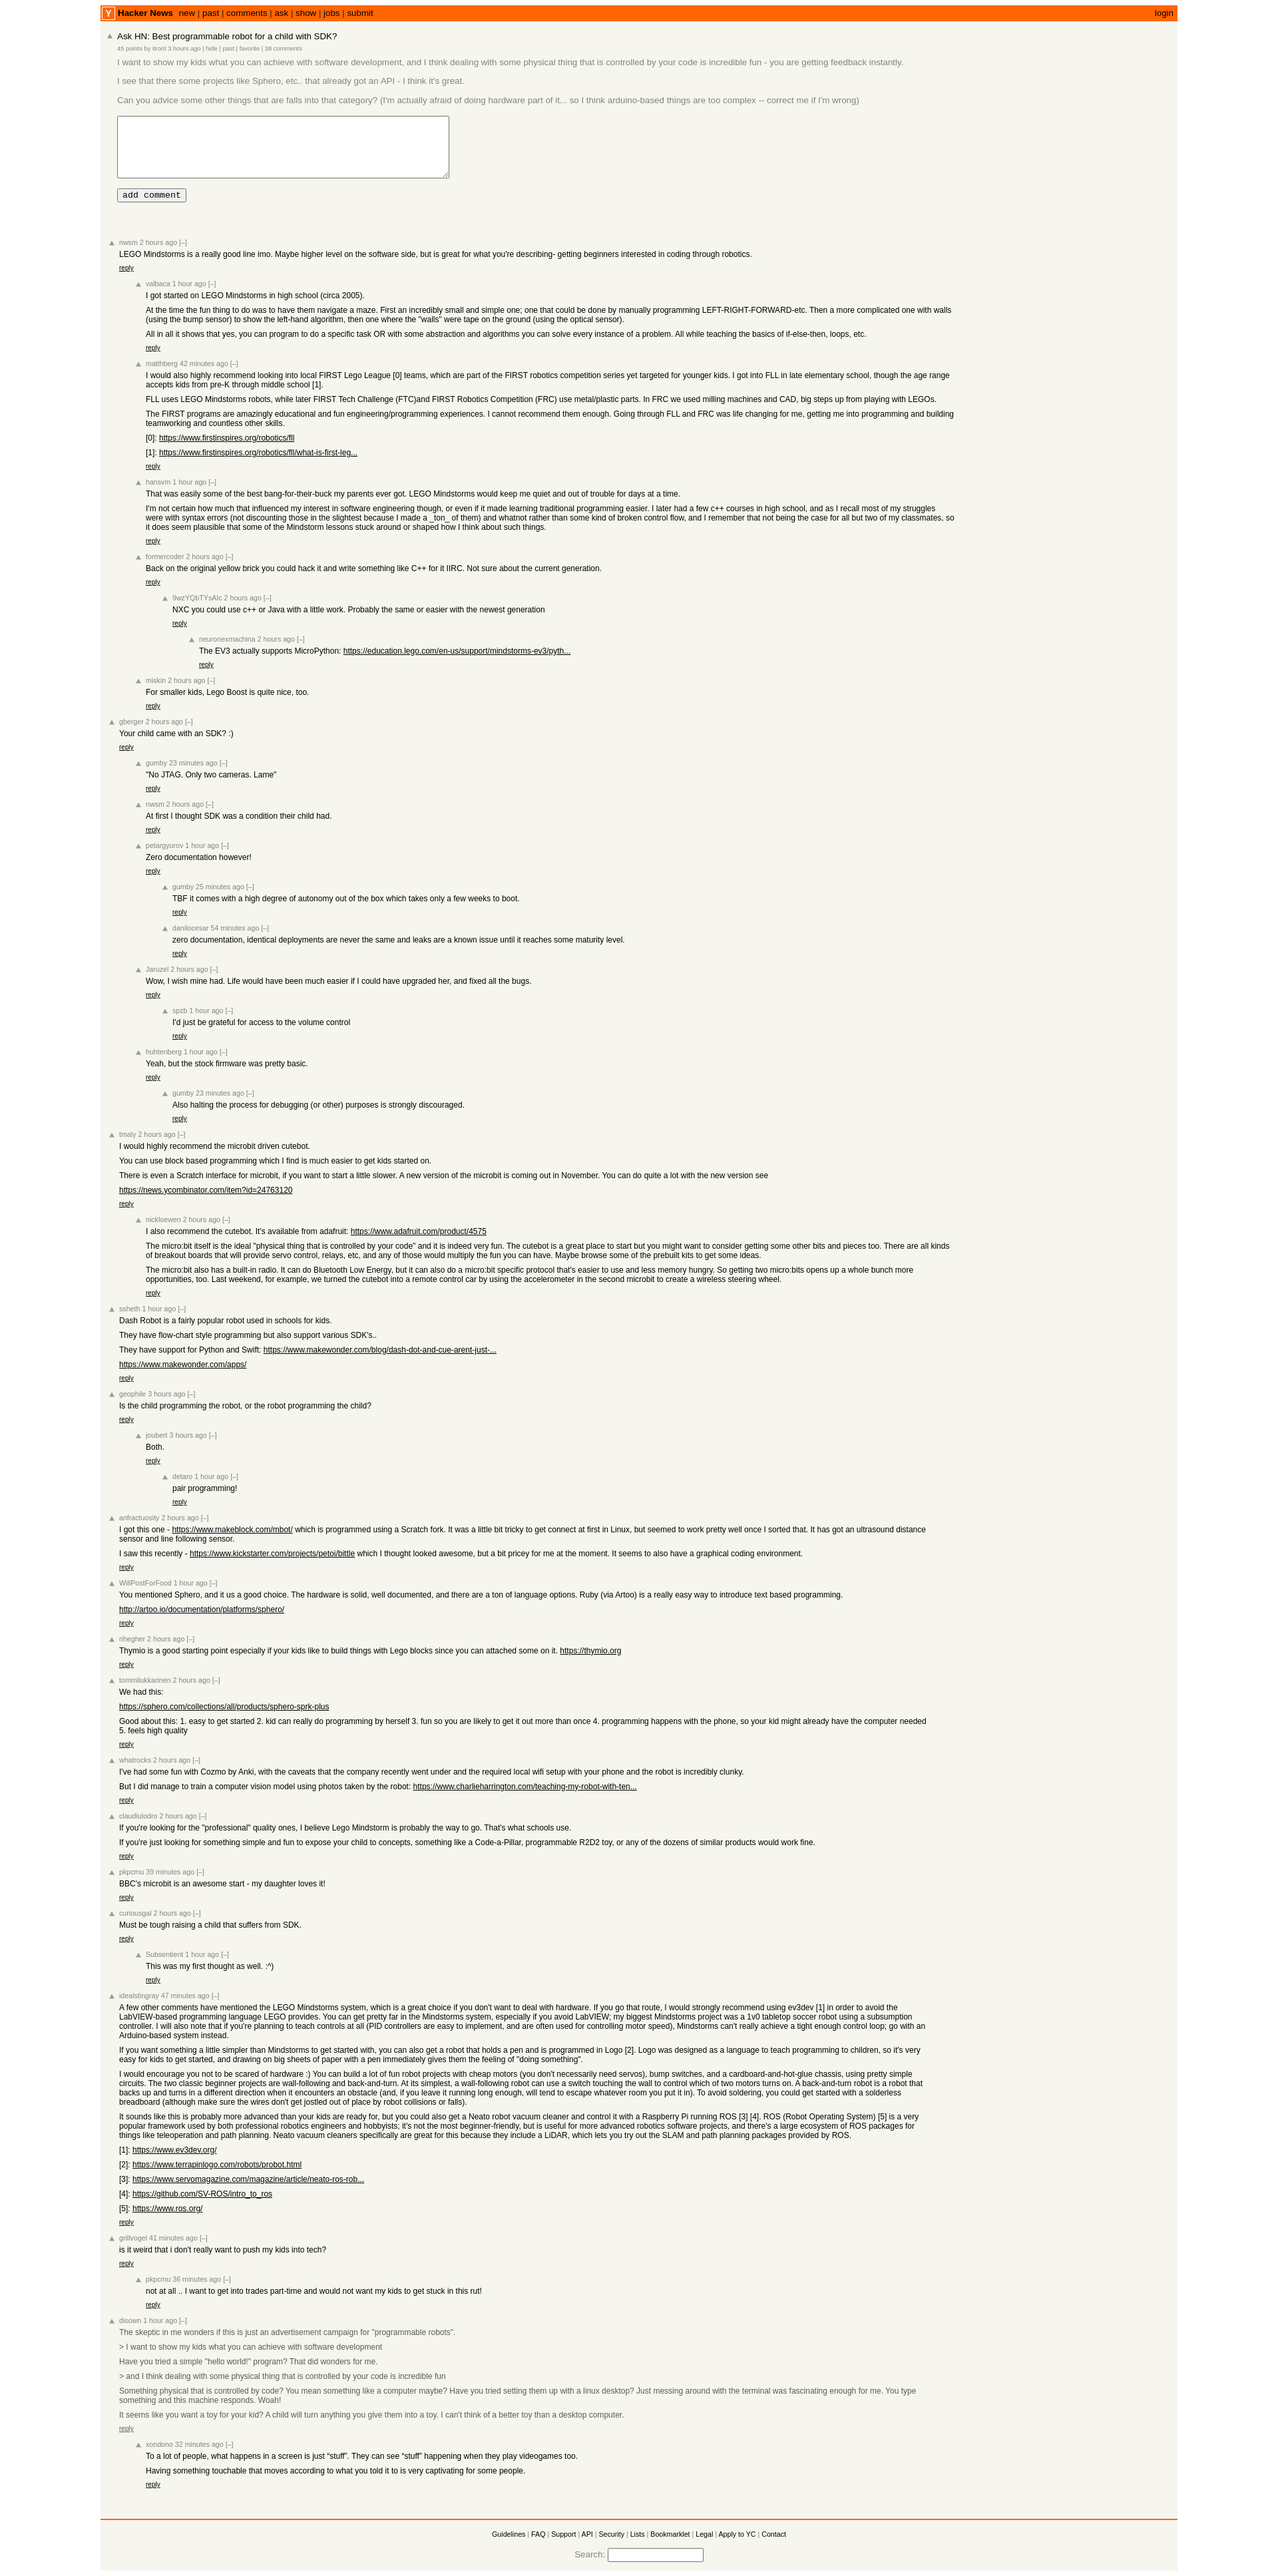 Y Hacker News new | past | comments | ask | show | jobs | submit login
Ask HN: Best programmable robot for a child with SDK?
45 points by itroot 3 hours ago | hide | past | favorite | 38 comments
I want to show my kids what you can achieve with software development, and I think dealing with some physical thing that is controlled by your code is incredible fun - you are getting feedback instantly.
I see that there some projects like Sphero, etc.. that already got an API - I think it's great.
Can you advice some other things that are falls into that category? (I'm actually afraid of doing hardware part of it... so I think arduino-based things are too complex -- correct me if I'm wrong)
add comment
nwsm 2 hours ago [–]
LEGO Mindstorms is a really good line imo. Maybe higher level on the software side, but is great for what you're describing- getting beginners interested in coding through robotics.
reply
valbaca 1 hour ago [–]
I got started on LEGO Mindstorms in high school (circa 2005).
At the time the fun thing to do was to have them navigate a maze. First an incredibly small and simple one; one that could be done by manually programming LEFT-RIGHT-FORWARD-etc. Then a more complicated one with walls
(using the bump sensor) to show the left-hand algorithm, then one where the "walls" were tape on the ground (using the optical sensor).
All in all it shows that yes, you can program to do a specific task OR with some abstraction and algorithms you can solve every instance of a problem. All while teaching the basics of if-else-then, loops, etc.
reply
matthberg 42 minutes ago [–]
I would also highly recommend looking into local FIRST Lego League [0] teams, which are part of the FIRST robotics competition series yet targeted for younger kids. I got into FLL in late elementary school, though the age range
accepts kids from pre-K through middle school [1].
FLL uses LEGO Mindstorms robots, while later FIRST Tech Challenge (FTC)and FIRST Robotics Competition (FRC) use metal/plastic parts. In FRC we used milling machines and CAD, big steps up from playing with LEGOs.
The FIRST programs are amazingly educational and fun engineering/programming experiences. I cannot recommend them enough. Going through FLL and FRC was life changing for me, getting me into programming and building
teamworking and countless other skills.
[0]: https://www.firstinspires.org/robotics/fll
[1]: https://www.firstinspires.org/robotics/fll/what-is-first-leg...
reply
hansvm 1 hour ago [–]
That was easily some of the best bang-for-their-buck my parents ever got. LEGO Mindstorms would keep me quiet and out of trouble for days at a time.
I'm not certain how much that influenced my interest in software engineering though, or even if it made learning traditional programming easier. I later had a few c++ courses in high school, and as I recall most of my struggles
were with syntax errors (not discounting those in the slightest because I made a _ton_ of them) and whatnot rather than some kind of broken control flow, and I remember that not being the case for all but two of my classmates, so
it does seem plausible that some of the Mindstorm lessons stuck around or shaped how I think about such things.
reply
formercoder 2 hours ago [–]
Back on the original yellow brick you could hack it and write something like C++ for it IIRC. Not sure about the current generation.
reply
9wzYQbTYsAIc 2 hours ago [–]
NXC you could use c++ or Java with a little work. Probably the same or easier with the newest generation
reply
neuronexmachina 2 hours ago [–]
The EV3 actually supports MicroPython: https://education.lego.com/en-us/support/mindstorms-ev3/pyth...
reply
miskin 2 hours ago [–]
For smaller kids, Lego Boost is quite nice, too.
reply
gberger 2 hours ago [–]
Your child came with an SDK? :)
reply
gumby 23 minutes ago [–]
"No JTAG. Only two cameras. Lame"
reply
nwsm 2 hours ago [–]
At first I thought SDK was a condition their child had.
reply
petargyurov 1 hour ago [–]
Zero documentation however!
reply
gumby 25 minutes ago [–]
TBF it comes with a high degree of autonomy out of the box which takes only a few weeks to boot.
reply
danilocesar 54 minutes ago [–]
zero documentation, identical deployments are never the same and leaks are a known issue until it reaches some maturity level.
reply
Jaruzel 2 hours ago [–]
Wow, I wish mine had. Life would have been much easier if I could have upgraded her, and fixed all the bugs.
reply
spzb 1 hour ago [–]
I'd just be grateful for access to the volume control
reply
huhtenberg 1 hour ago [–]
Yeah, but the stock firmware was pretty basic.
reply
gumby 23 minutes ago [–]
Also halting the process for debugging (or other) purposes is strongly discouraged.
reply
tmaly 2 hours ago [–]
I would highly recommend the microbit driven cutebot.
You can use block based programming which I find is much easier to get kids started on.
There is even a Scratch interface for microbit, if you want to start a little slower. A new version of the microbit is coming out in November. You can do quite a lot with the new version see
https://news.ycombinator.com/item?id=24763120
reply
nickloewen 2 hours ago [–]
I also recommend the cutebot. It's available from adafruit: https://www.adafruit.com/product/4575
The micro:bit itself is the ideal "physical thing that is controlled by your code" and it is indeed very fun. The cutebot is a great place to start but you might want to consider getting some other bits and pieces too. There are all kinds
of breakout boards that will provide servo control, relays, etc, and any of those would multiply the fun you can have. Maybe browse some of the prebuilt kits to get some ideas.
The micro:bit also has a built-in radio. It can do Bluetooth Low Energy, but it can also do a micro:bit specific protocol that's easier to use and less memory hungry. So getting two micro:bits opens up a whole bunch more
opportunities, too. Last weekend, for example, we turned the cutebot into a remote control car by using the accelerometer in the second microbit to create a wireless steering wheel.
reply
ssheth 1 hour ago [–]
Dash Robot is a fairly popular robot used in schools for kids.
They have flow-chart style programming but also support various SDK's..
They have support for Python and Swift: https://www.makewonder.com/blog/dash-dot-and-cue-arent-just-...
https://www.makewonder.com/apps/
reply
geophile 3 hours ago [–]
Is the child programming the robot, or the robot programming the child?
reply
joubert 3 hours ago [–]
Both.
reply
detaro 1 hour ago [–]
pair programming!
reply
anfractuosity 2 hours ago [–]
I got this one - https://www.makeblock.com/mbot/ which is programmed using a Scratch fork. It was a little bit tricky to get connect at first in Linux, but seemed to work pretty well once I sorted that. It has got an ultrasound distance
sensor and line following sensor.
I saw this recently - https://www.kickstarter.com/projects/petoi/bittle which I thought looked awesome, but a bit pricey for me at the moment. It seems to also have a graphical coding environment.
reply
WillPostForFood 1 hour ago [–]
You mentioned Sphero, and it us a good choice. The hardware is solid, well documented, and there are a ton of language options. Ruby (via Artoo) is a really easy way to introduce text based programming.
http://artoo.io/documentation/platforms/sphero/
reply
rihegher 2 hours ago [–]
Thymio is a good starting point especially if your kids like to build things with Lego blocks since you can attached some on it. https://thymio.org
reply
tommilukkarinen 2 hours ago [–]
We had this:
https://sphero.com/collections/all/products/sphero-sprk-plus
Good about this: 1. easy to get started 2. kid can really do programming by herself 3. fun so you are likely to get it out more than once 4. programming happens with the phone, so your kid might already have the computer needed
5. feels high quality
reply
whatrocks 2 hours ago [–]
I've had some fun with Cozmo by Anki, with the caveats that the company recently went under and the required local wifi setup with your phone and the robot is incredibly clunky.
But I did manage to train a computer vision model using photos taken by the robot: https://www.charlieharrington.com/teaching-my-robot-with-ten...
reply
claudiulodro 2 hours ago [–]
If you're looking for the "professional" quality ones, I believe Lego Mindstorm is probably the way to go. That's what schools use.
If you're just looking for something simple and fun to expose your child to concepts, something like a Code-a-Pillar, programmable R2D2 toy, or any of the dozens of similar products would work fine.
reply
pkpcmu 39 minutes ago [–]
BBC's microbit is an awesome start - my daughter loves it!
reply
curiousgal 2 hours ago [–]
Must be tough raising a child that suffers from SDK.
reply
Subsentient 1 hour ago [–]
This was my first thought as well. :^)
reply
idealstingray 47 minutes ago [–]
A few other comments have mentioned the LEGO Mindstorms system, which is a great choice if you don't want to deal with hardware. If you go that route, I would strongly recommend using ev3dev [1] in order to avoid the
LabVIEW-based programming language LEGO provides. You can get pretty far in the Mindstorms system, especially if you avoid LabVIEW; my biggest Mindstorms project was a 1v0 tabletop soccer robot using a subsumption
controller. I will also note that if you're planning to teach controls at all (PID controllers are easy to implement, and are often used for controlling motor speed), Mindstorms can't really achieve a tight enough control loop; go with an
Arduino-based system instead.
If you want something a little simpler than Mindstorms to get started with, you can also get a robot that holds a pen and is programmed in Logo [2]. Logo was designed as a language to teach programming to children, so it's very
easy for kids to get started, and drawing on big sheets of paper with a pen immediately gives them the feeling of "doing something".
I would encourage you not to be scared of hardware :) You can build a lot of fun robot projects with cheap motors (you don't necessarily need servos), bump switches, and a cardboard-and-hot-glue chassis, using pretty simple
circuits. The two classic beginner projects are wall-following and back-and-turn. At its simplest, a wall-following robot can use a switch touching the wall to control which of two motors turns on. A back-and-turn robot is a robot that
backs up and turns in a different direction when it encounters an obstacle (and, if you leave it running long enough, will tend to escape whatever room you put it in). To avoid soldering, you could get started with a solderless
breadboard (although make sure the wires don't get jostled out of place by robot collisions or falls).
It sounds like this is probably more advanced than your kids are ready for, but you could also get a Neato robot vacuum cleaner and control it with a Raspberry Pi running ROS [3] [4]. ROS (Robot Operating System) [5] is a very
popular framework used by both professional robotics engineers and hobbyists; it's not the most beginner-friendly, but is useful for more advanced robotics software projects, and there's a large ecosystem of ROS packages for
things like teleoperation and path planning. Neato vacuum cleaners specifically are great for this because they include a LiDAR, which lets you try out the SLAM and path planning packages provided by ROS.
[1]: https://www.ev3dev.org/
[2]: https://www.terrapinlogo.com/robots/probot.html
[3]: https://www.servomagazine.com/magazine/article/neato-ros-rob...
[4]: https://github.com/SV-ROS/intro_to_ros
[5]: https://www.ros.org/
reply
grillvogel 41 minutes ago [–]
is it weird that i don't really want to push my kids into tech?
reply
pkpcmu 36 minutes ago [–]
not at all .. I want to get into trades part-time and would not want my kids to get stuck in this rut!
reply
disown 1 hour ago [–]
The skeptic in me wonders if this is just an advertisement campaign for "programmable robots".
> I want to show my kids what you can achieve with software development
Have you tried a simple "hello world!" program? That did wonders for me.
> and I think dealing with some physical thing that is controlled by your code is incredible fun
Something physical that is controlled by code? You mean something like a computer maybe? Have you tried setting them up with a linux desktop? Just messing around with the terminal was fascinating enough for me. You type
something and this machine responds. Woah!
It seems like you want a toy for your kid? A child will turn anything you give them into a toy. I can't think of a better toy than a desktop computer.
reply
xondono 32 minutes ago [–]
To a lot of people, what happens in a screen is just “stuff”. They can see “stuff” happening when they play videogames too.
Having something touchable that moves according to what you told it to is very captivating for some people.
reply
Guidelines | FAQ | Support | API | Security | Lists | Bookmarklet | Legal | Apply to YC | Contact
Search: